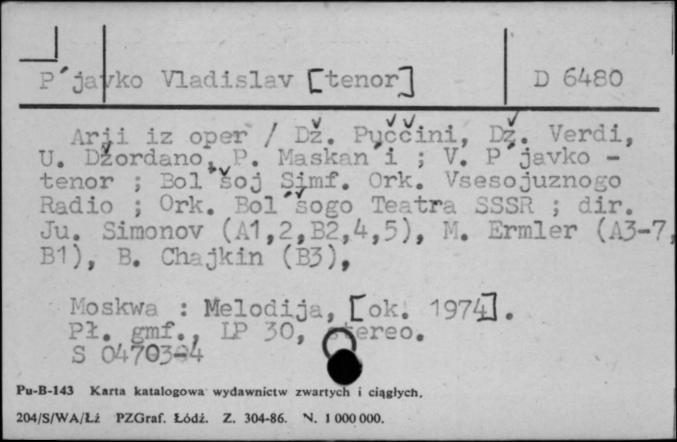 P'javko Vladislav [tenor] D 6480
Arii iz oper / Dž. Puččini, Dž. Verdi,
U. Džordano, P. Maskan'i ; V. P'javko -
tenor ; Bol'šoj Simf. Ork. Vsesojuznogo
Radio ; Ork. Bol'šogo Teatra SSSR ; dir.
Ju. Simonov (A1,2,B2,4,5), M. Ermler (A3-7,
B1), B. Chajkin (B3),
Moskwa : Melodija, [ok. 1974].
Pł. gmf., LP 30, stereo.
S 04703-4
Pu-B-143 Karta katalogowa wydawnictw zwartych i ciągłych.
204/S/WA/Łź PZGraf. Łódź. Z. 304-86. N. 1 000 000.